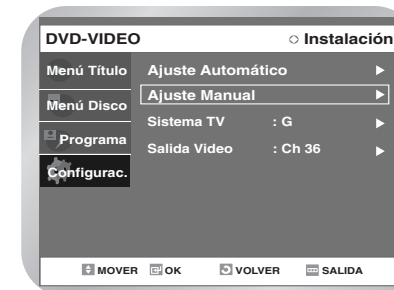 DVD-VIDEO Instalación
Menú Título
Menú Disco
Programa
Configurac.
Ajuste Automático
Ajuste Manual
Sistema TV : G
Salida Video : Ch 36
MOVER OK VOLVER SALIDA